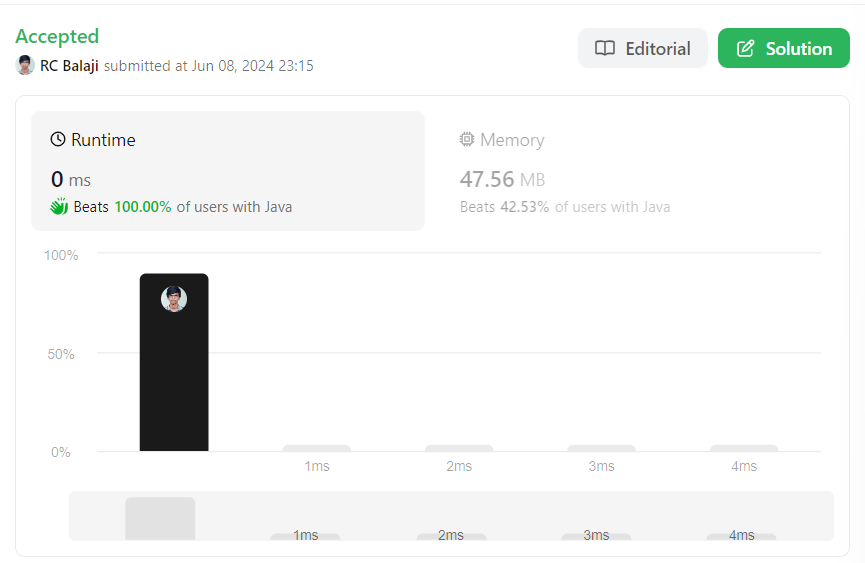 Accepted
RC Balaji submitted at Jun 08, 2024 23:15
Editorial
Solution
Runtime
0 ms
Beats 100.00% of users with Java
Memory
47.56 MB
Beats 42.53% of users with Java
100%
50%
0%
1ms 2ms 3ms 4ms
1ms 2ms 3ms 4ms